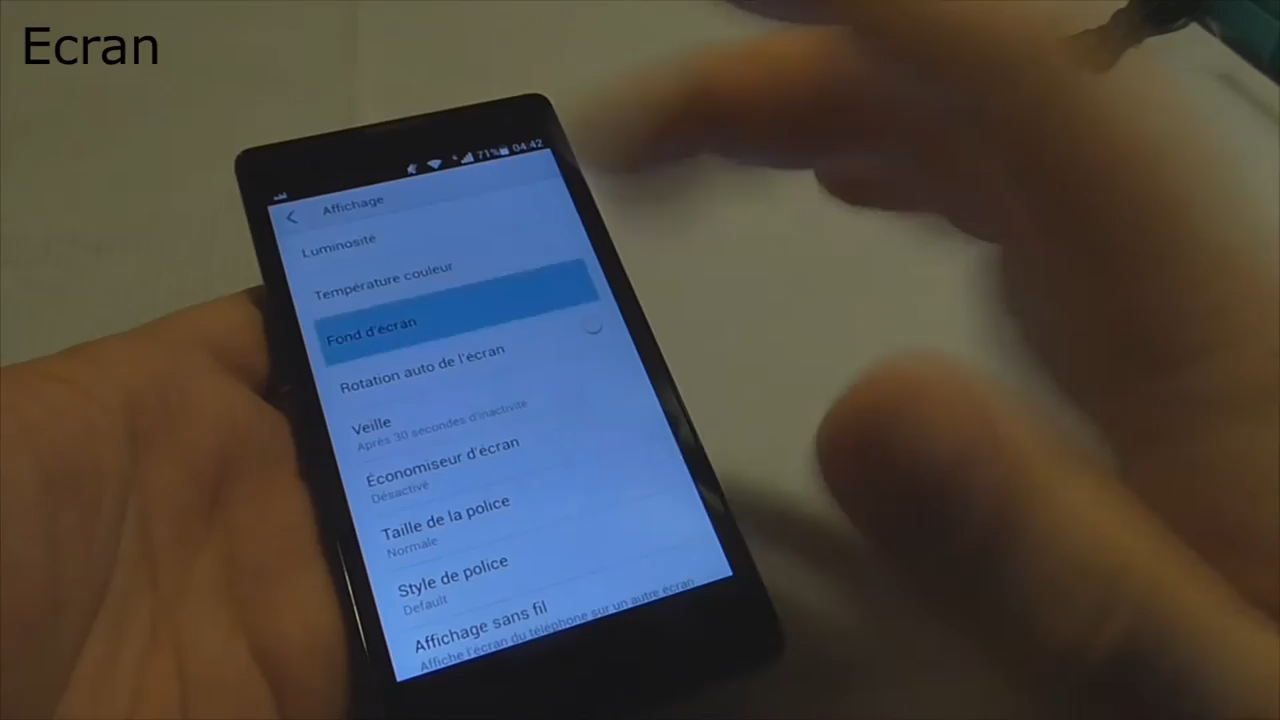 Ecran
71% 04:42
Affichage
Luminosité
Température couleur
Fond d'écran
Rotation auto de l'écran
Veille
Après 30 secondes d'inactivité
Économiseur d'écran
Désactivé
Taille de la police
Normale
Style de police
Default
Affichage sans fil
Affiche l'écran du téléphone sur un autre écran